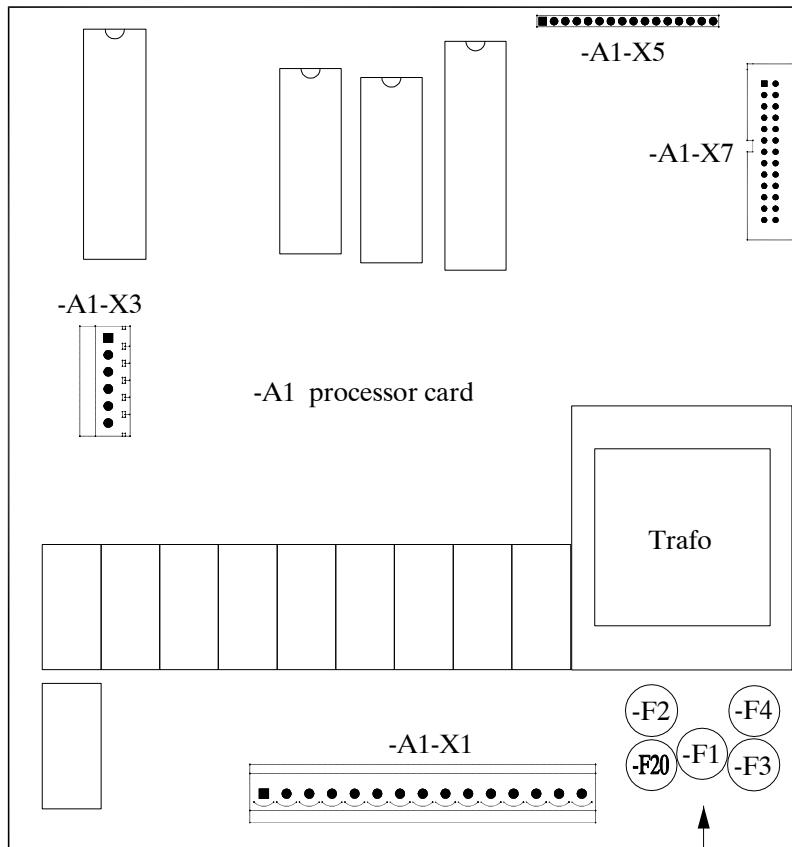 -A1-X5
-A1-X7
-A1-X3
-A1 processor card
Trafo
-F2
-F4
-A1-X1
-F1
-F20
-F3